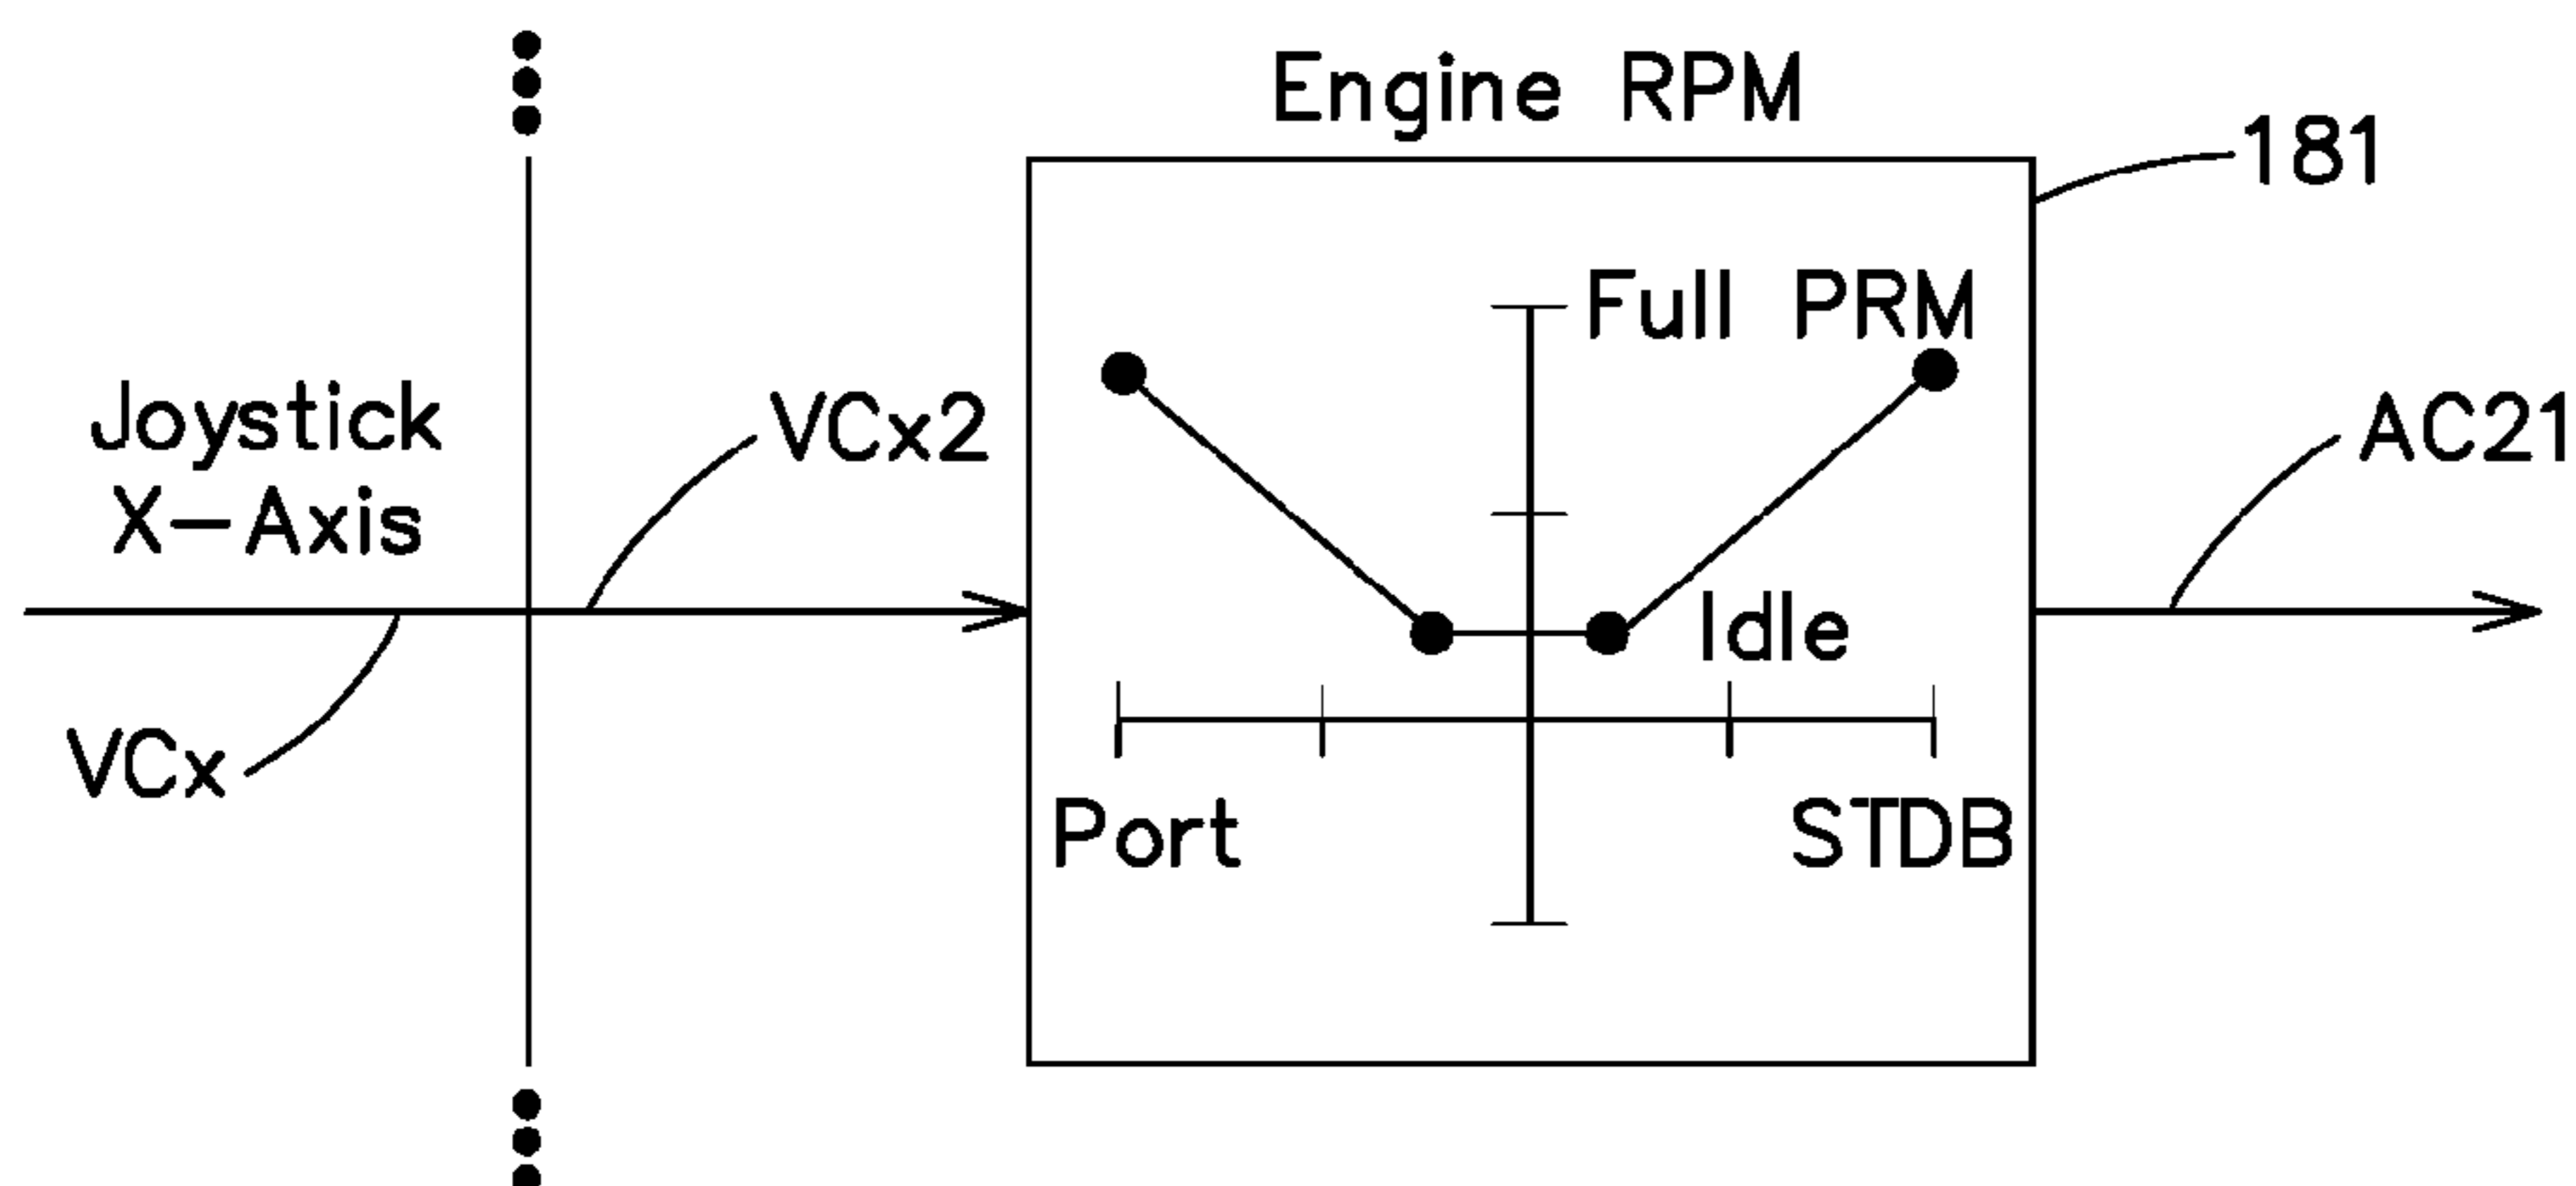 Engine RPM
181
Full PRM
Joystick
X-Axis
VCx2
AC21
Idle
VCx
Port
STDB